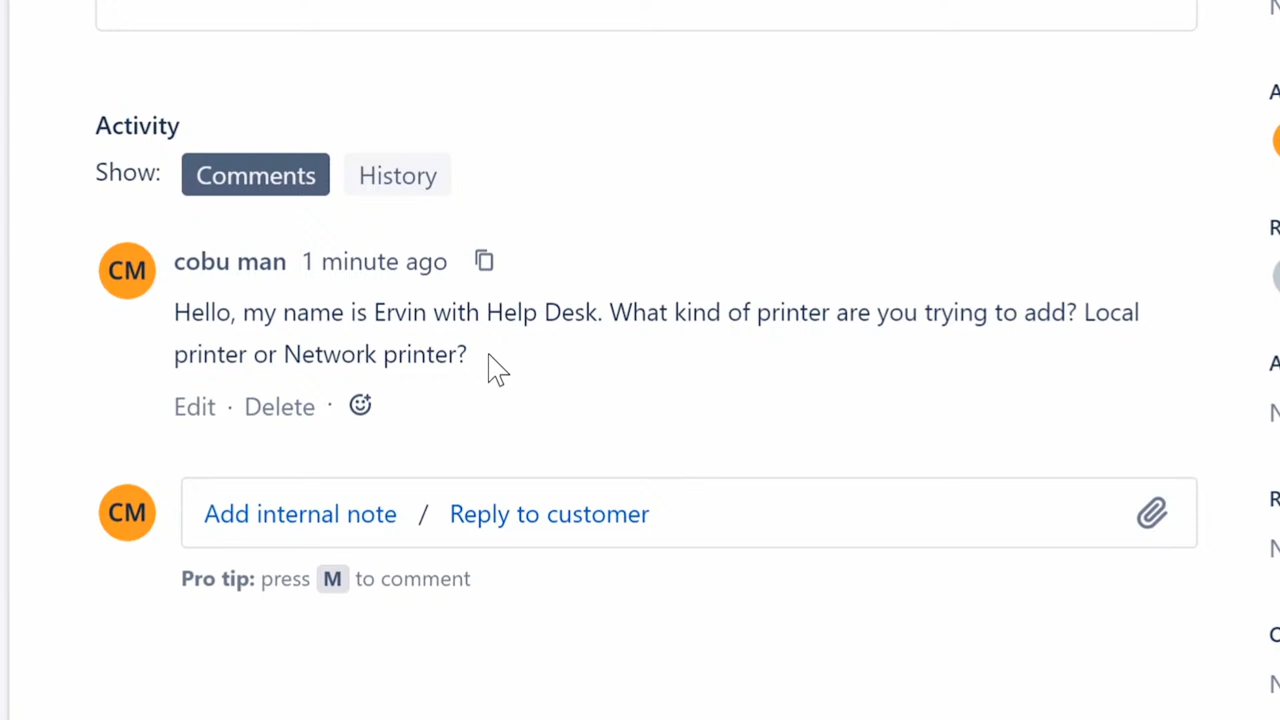 Activity
Show: Comments History
CM cobu man 1 minute ago
Hello, my name is Ervin with Help Desk. What kind of printer are you trying to add? Local
printer or Network printer?
Edit · Delete ·
CM Add internal note / Reply to customer
Pro tip: press M to comment